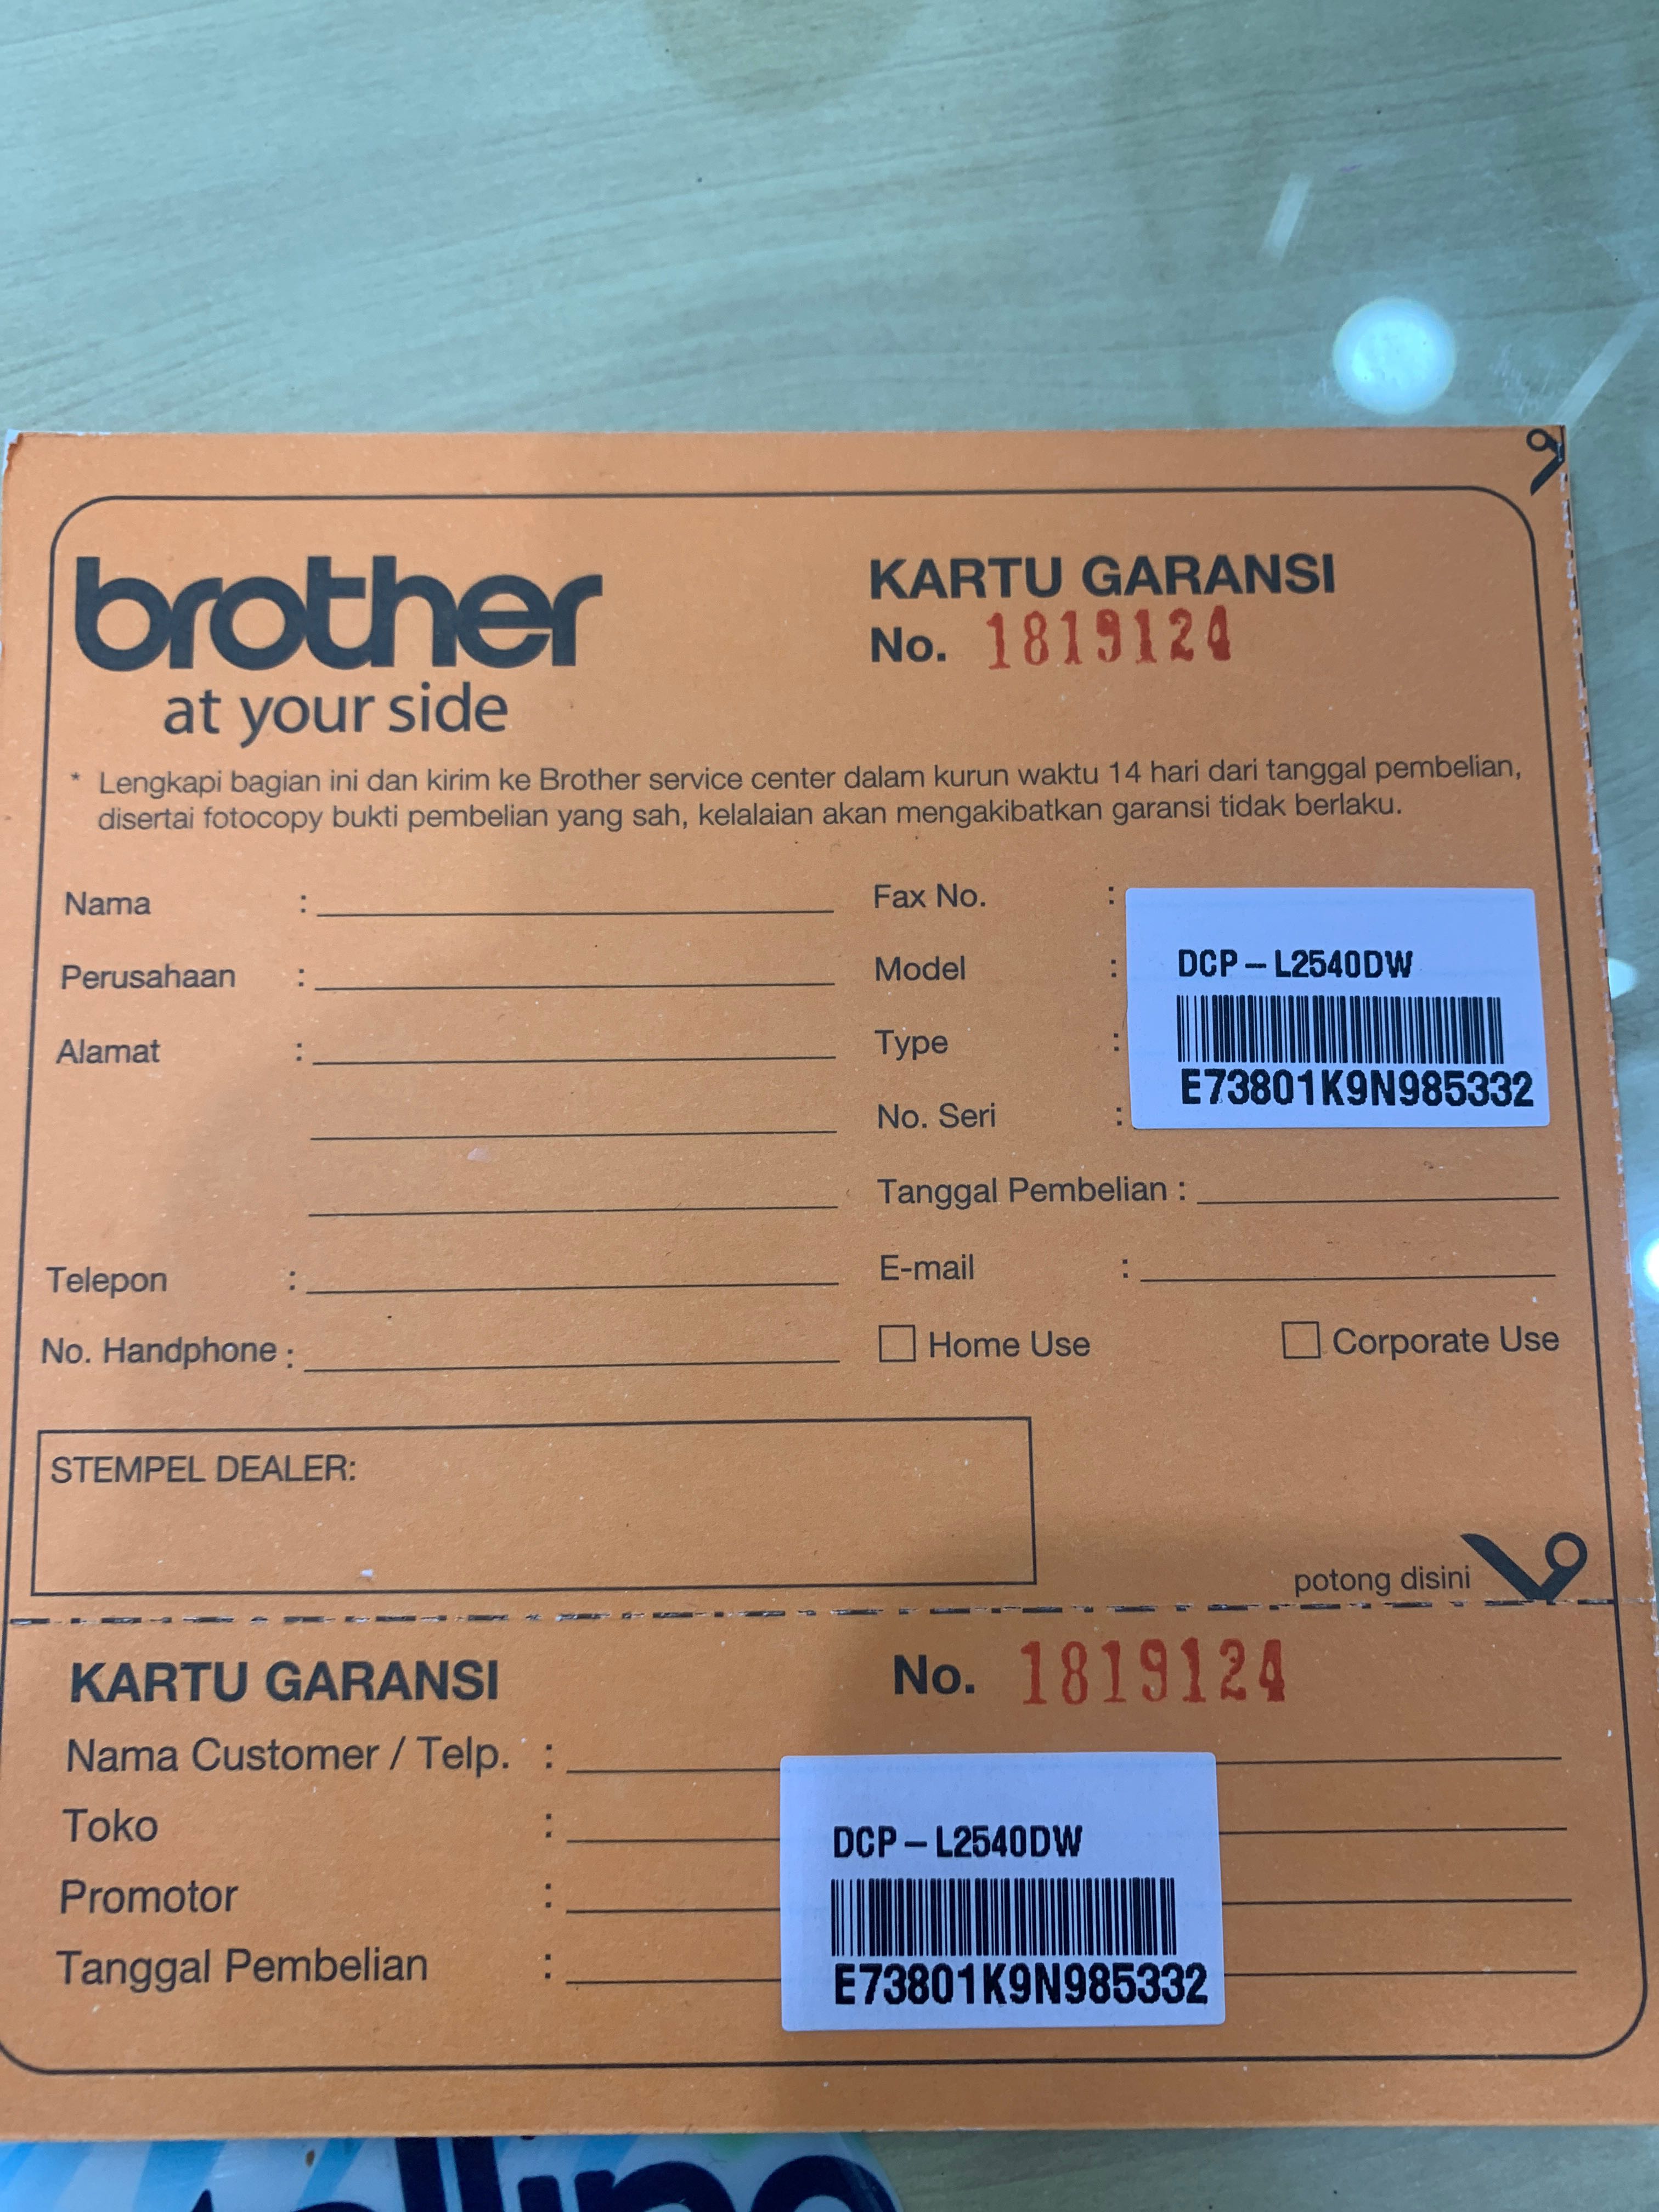 brother
at your side
KARTU GARANSI
No. 1819124
* Lengkapi bagian ini dan kirim ke Brother service center dalam kurun waktu 14 hari dari tanggal pembelian,
disertai fotocopy bukti pembelian yang sah, kelalaian akan mengakibatkan garansi tidak berlaku.
Nama :
Perusahaan :
Alamat :
Telepon :
No. Handphone :
Fax No. :
Model :
Type :
No. Seri :
DCP - L2540DW
E73801K9N985332
Tanggal Pembelian :
E-mail :
Home Use
Corporate Use
STEMPEL DEALER:
potong disini
KARTU GARANSI
No. 1819124
Nama Customer / Telp. :
Toko :
Promotor :
Tanggal Pembelian :
DCP - L2540DW
E73801K9N985332